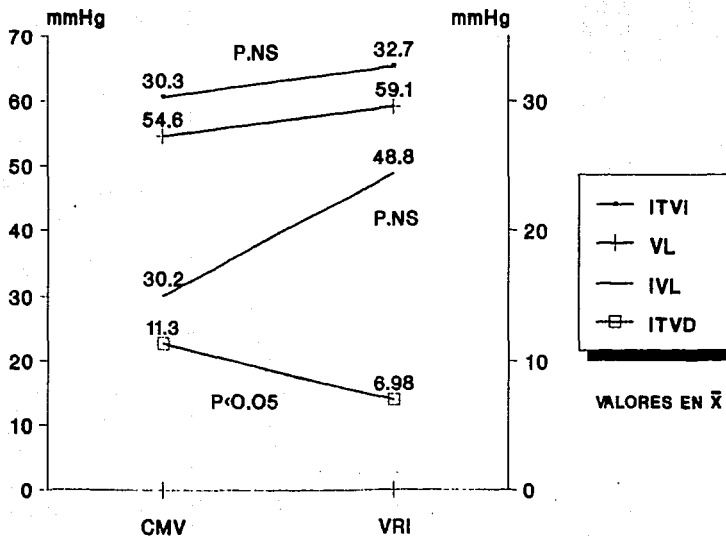 mmHg mmHg
70
P.NS
32.7
30.3
60
59.1
54.6
30
50
48.8
ITVI
40
P.NS
VL
20
30.2
IVL
30
11.3
ITVD
20
10
6.98
P<0.05
VALORES EN X̄
10
0 0
CMV VRI